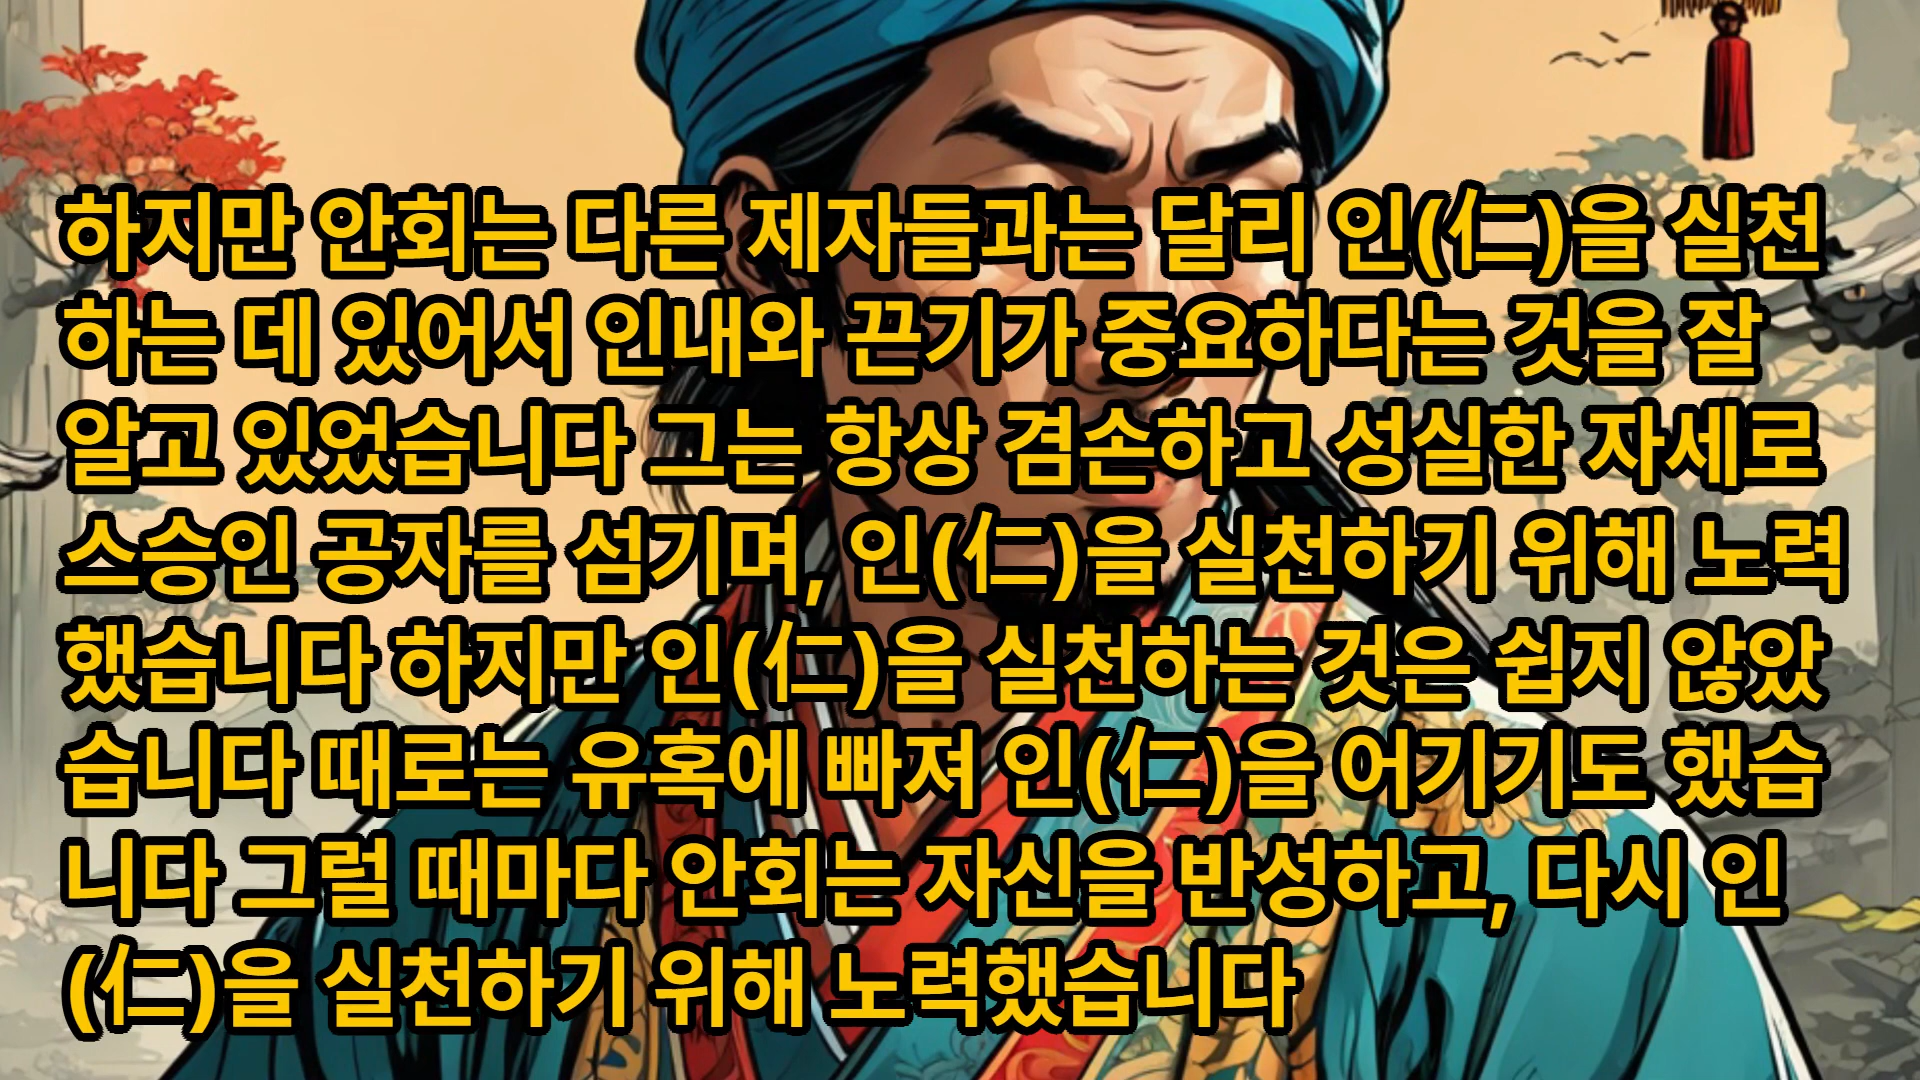 하지만 안회는 다른 제자들과는 달리 인(仁)을 실천
하는 데 있어서 인내와 끈기가 중요하다는 것을 잘
알고 있었습니다 그는 항상 겸손하고 성실한 자세로
스승인 공자를 섬기며, 인(仁)을 실천하기 위해 노력
했습니다 하지만 인(仁)을 실천하는 것은 쉽지 않았
습니다 때로는 유혹에 빠져 인(仁)을 어기기도 했습
니다 그럴 때마다 안회는 자신을 반성하고, 다시 인
(仁)을 실천하기 위해 노력했습니다